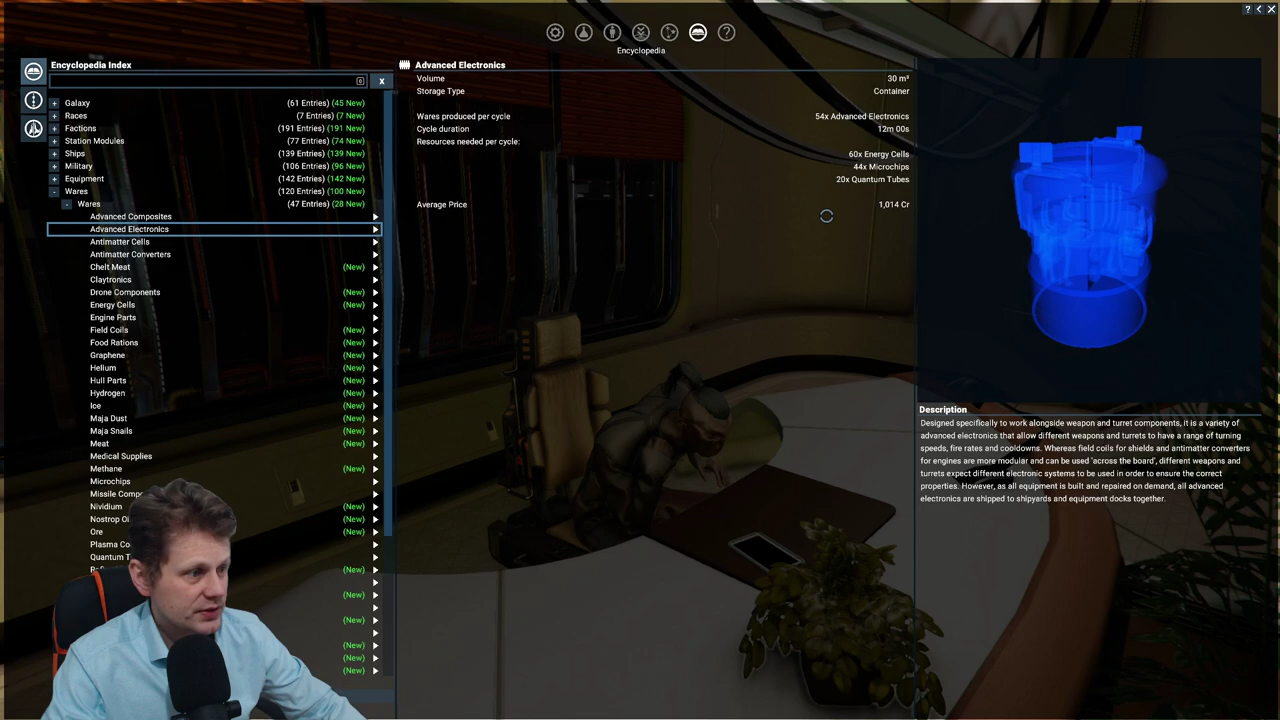 Encyclopedia
Encyclopedia Index
x
Galaxy (61 Entries) (45 New)
Races (7 Entries) (7 New)
Factions (191 Entries) (191 New)
Station Modules (77 Entries) (74 New)
Ships (139 Entries) (139 New)
Military (106 Entries) (96 New)
Equipment (142 Entries) (142 New)
Wares (120 Entries) (100 New)
Wares (47 Entries) (28 New)
Advanced Composites
Advanced Electronics
Antimatter Cells
Antimatter Converters
Chelt Meat (New)
Claytronics
Drone Components (New)
Energy Cells (New)
Engine Parts
Field Coils (New)
Food Rations (New)
Graphene (New)
Helium (New)
Hull Parts (New)
Hydrogen (New)
Ice (New)
Maja Dust (New)
Maja Snails (New)
Meat (New)
Medical Supplies
Methane (New)
Microchips
Missile Comp
Nividium (New)
Nostrop Oi (New)
Ore (New)
Plasma Co
Quantum T
(New)
(New)
(New)
(New)
(New)
(New)
Advanced Electronics
Volume 30 m³
Storage Type Container
Wares produced per cycle 54x Advanced Electronics
Cycle duration 12m 00s
Resources needed per cycle:
60x Energy Cells
44x Microchips
20x Quantum Tubes
Average Price 1,014 Cr
Description
Designed specifically to work alongside weapon and turret components, it is a variety of
advanced electronics that allow different weapons and turrets to have a range of turning
speeds, fire rates and cooldowns. Whereas field coils for shields and antimatter converters
for engines are more modular and can be used 'across the board', different weapons and
turrets expect different electronic systems to be used in order to ensure the correct
properties. However, as all equipment is built and repaired on demand, all advanced
electronics are shipped to shipyards and equipment docks together.